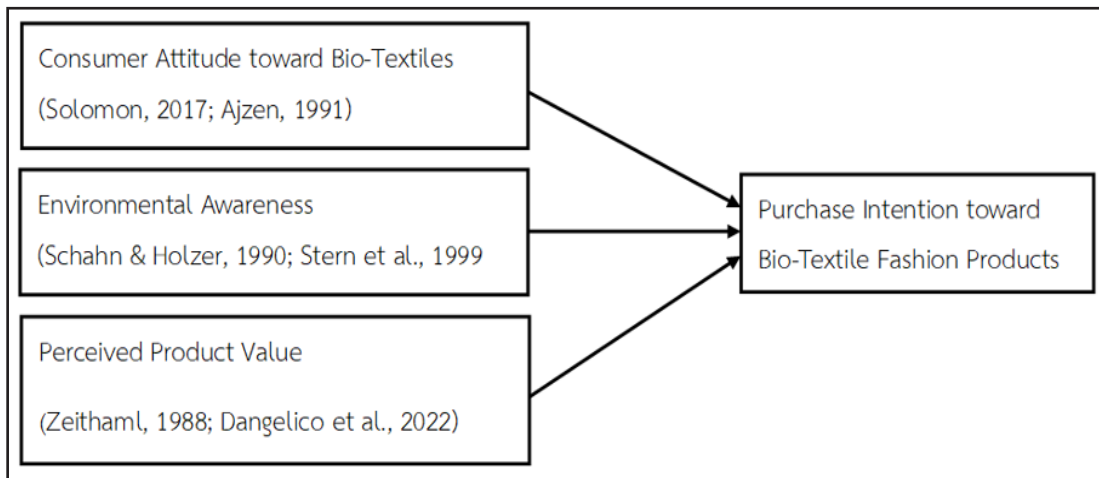 Consumer Attitude toward Bio-Textiles
(Solomon, 2017; Ajzen, 1991)
Environmental Awareness
(Schahn & Holzer, 1990; Stern et al., 1999
Perceived Product Value
(Zeithaml, 1988; Dangelico et al., 2022)
Purchase Intention toward
Bio-Textile Fashion Products